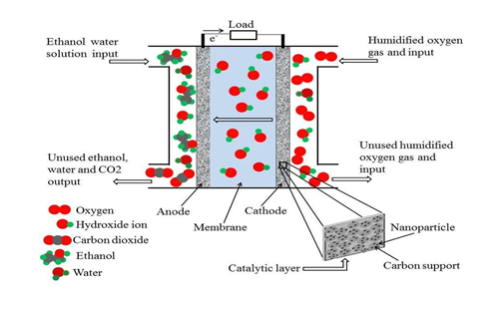 Load
e⁻
Ethanol water
solution input
Humidified oxygen
gas and input
Unused ethanol,
water and CO2
output
Unused humidified
oxygen gas and
input
Anode
Membrane
Cathode
Oxygen
Hydroxide ion
Carbon dioxide
Ethanol
Water
Nanoparticle
Carbon support
Catalytic layer